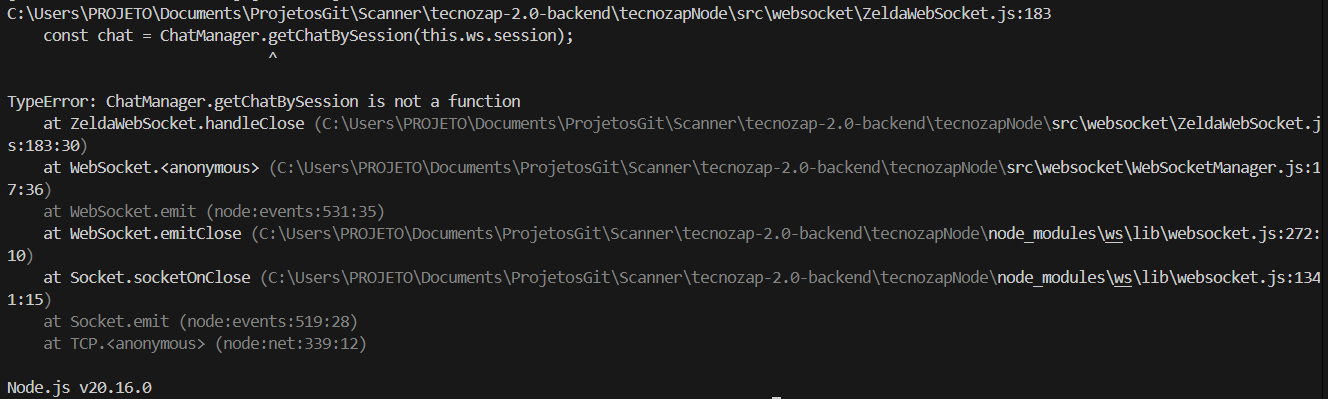 C:\Users\PROJETO\Documents\ProjetosGit\Scanner\tecnozap-2.0-backend\tecnozapNode\src\websocket\ZeldaWebSocket.js:183
    const chat = ChatManager.getChatBySession(this.ws.session);
                             ^
TypeError: ChatManager.getChatBySession is not a function
    at ZeldaWebSocket.handleClose (C:\Users\PROJETO\Documents\ProjetosGit\Scanner\tecnozap-2.0-backend\tecnozapNode\src\websocket\ZeldaWebSocket.j
s:183:30)
    at WebSocket.<anonymous> (C:\Users\PROJETO\Documents\ProjetosGit\Scanner\tecnozap-2.0-backend\tecnozapNode\src\websocket\WebSocketManager.js:1
7:36)
    at WebSocket.emit (node:events:531:35)
    at WebSocket.emitClose (C:\Users\PROJETO\Documents\ProjetosGit\Scanner\tecnozap-2.0-backend\tecnozapNode\node_modules\ws\lib\websocket.js:272:
10)
    at Socket.socketOnClose (C:\Users\PROJETO\Documents\ProjetosGit\Scanner\tecnozap-2.0-backend\tecnozapNode\node_modules\ws\lib\websocket.js:134
1:15)
    at Socket.emit (node:events:519:28)
    at TCP.<anonymous> (node:net:339:12)
Node.js v20.16.0